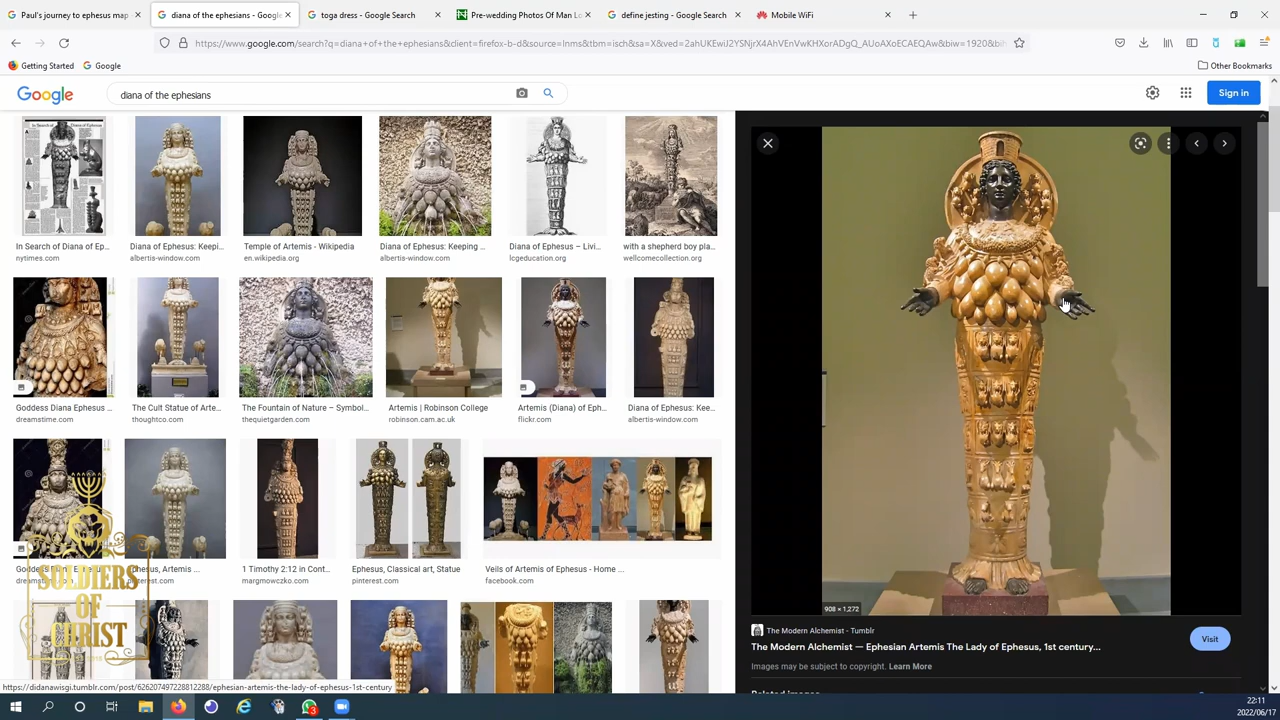 Paul's journey to ephesus map
diana of the ephesians - Google
toga dress - Google Search
Pre-wedding Photos Of Man Lo
define jesting - Google Search
Mobile WiFi
https://www.google.com/search?q=diana+of+the+ephesians&client=firefox-b-d&source=lnms&tbm=isch&sa=X&ved=2ahUKEwiJ2YSNjrX4AhVEnVwKHXorADgQ_AUoAXoECAEQAw&biw=1920&bi
Getting Started
Google
Other Bookmarks
Google
diana of the ephesians
Sign in
In Search of Diana of Ep...
nytimes.com
Diana of Ephesus: Keepi...
albertis-window.com
Temple of Artemis - Wikipedia
en.wikipedia.org
Diana of Ephesus: Keeping ...
albertis-window.com
Diana of Ephesus – Livi...
lcgeducation.org
with a shepherd boy pla...
wellcomecollection.org
Goddess Diana Ephesus ...
dreamstime.com
The Cult Statue of Arte...
thoughtco.com
The Fountain of Nature – Symbol...
thequietgarden.com
Artemis | Robinson College
robinson.cam.ac.uk
Artemis (Diana) of Eph...
flickr.com
Diana of Ephesus: Kee...
albertis-window.com
Ephesus, Artemis ...
pinterest.com
1 Timothy 2:12 in Cont...
margmowczko.com
Ephesus, Classical art, Statue
pinterest.com
Veils of Artemis of Ephesus - Home ...
facebook.com
SOLDIERS
OF
CHRIST
908 × 1,272
The Modern Alchemist - Tumblr
The Modern Alchemist — Ephesian Artemis The Lady of Ephesus, 1st century...
Visit
Images may be subject to copyright. Learn More
Related images
https://didanawisgi.tumblr.com/post/626207497228812288/ephesian-artemis-the-lady-of-ephesus-1st-century
3
22:11
2022/06/17